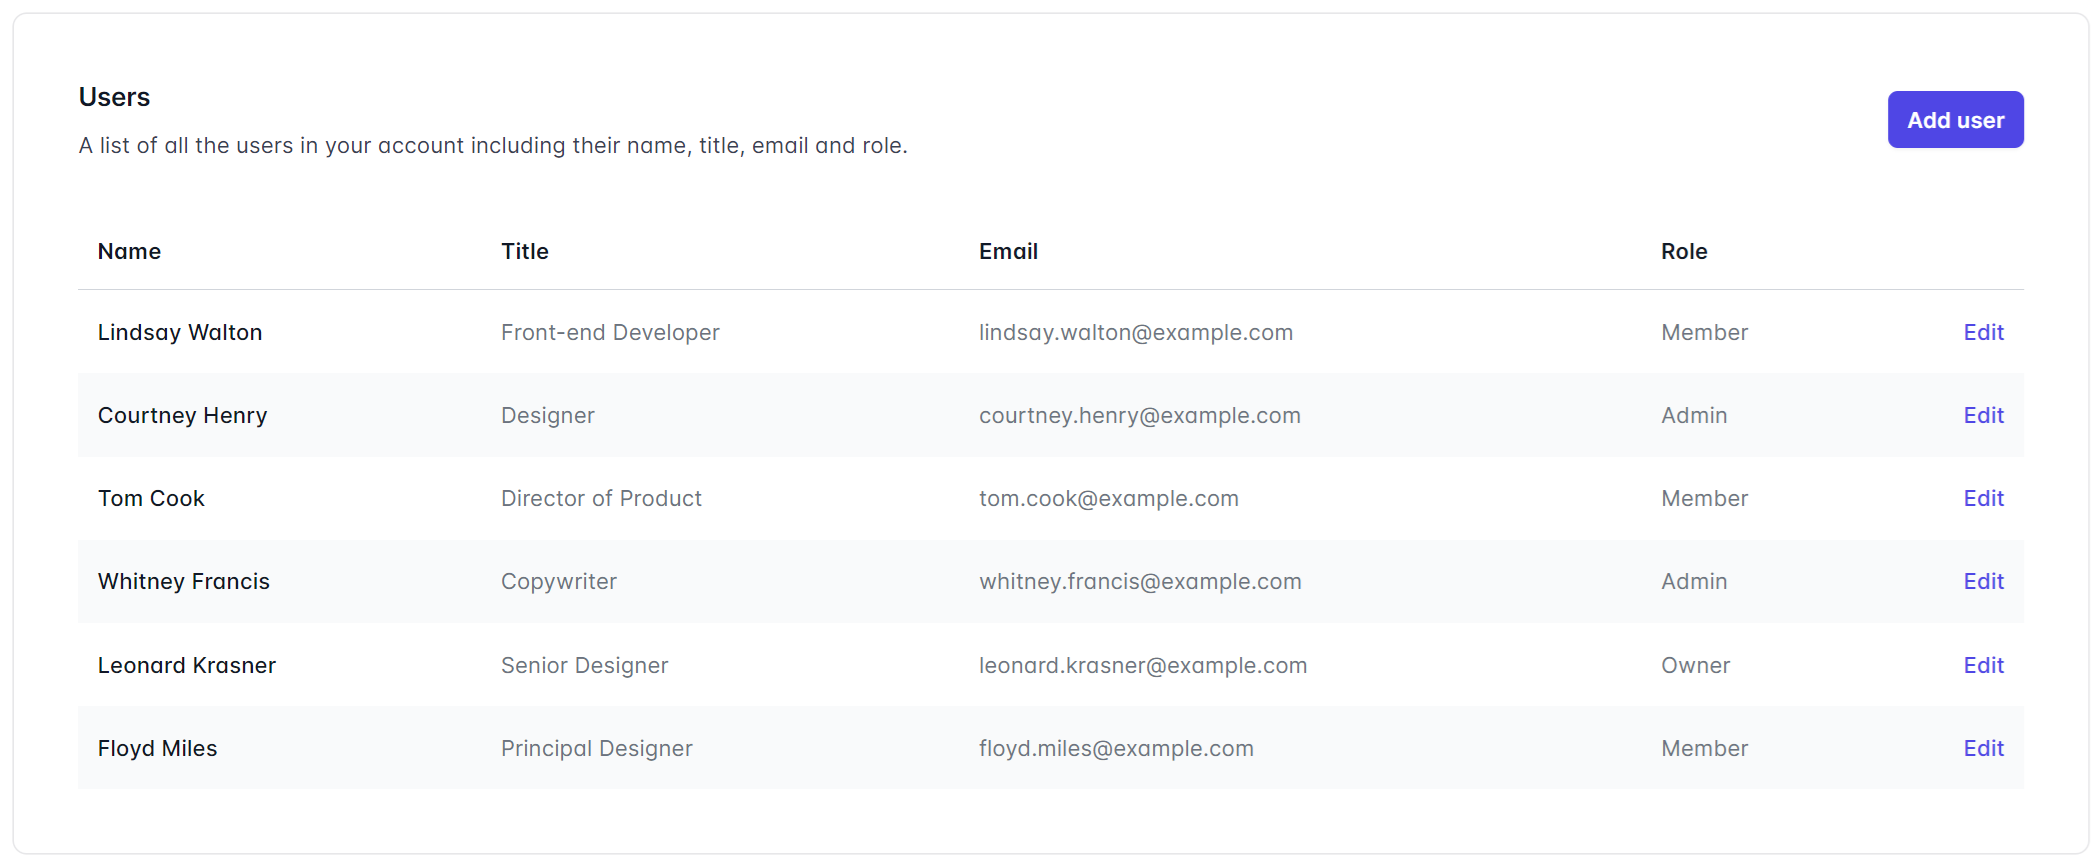 Users
A list of all the users in your account including their name, title, email and role.
Add user
Name Title Email Role
Lindsay Walton Front-end Developer lindsay.walton@example.com Member Edit
Courtney Henry Designer courtney.henry@example.com Admin Edit
Tom Cook Director of Product tom.cook@example.com Member Edit
Whitney Francis Copywriter whitney.francis@example.com Admin Edit
Leonard Krasner Senior Designer leonard.krasner@example.com Owner Edit
Floyd Miles Principal Designer floyd.miles@example.com Member Edit